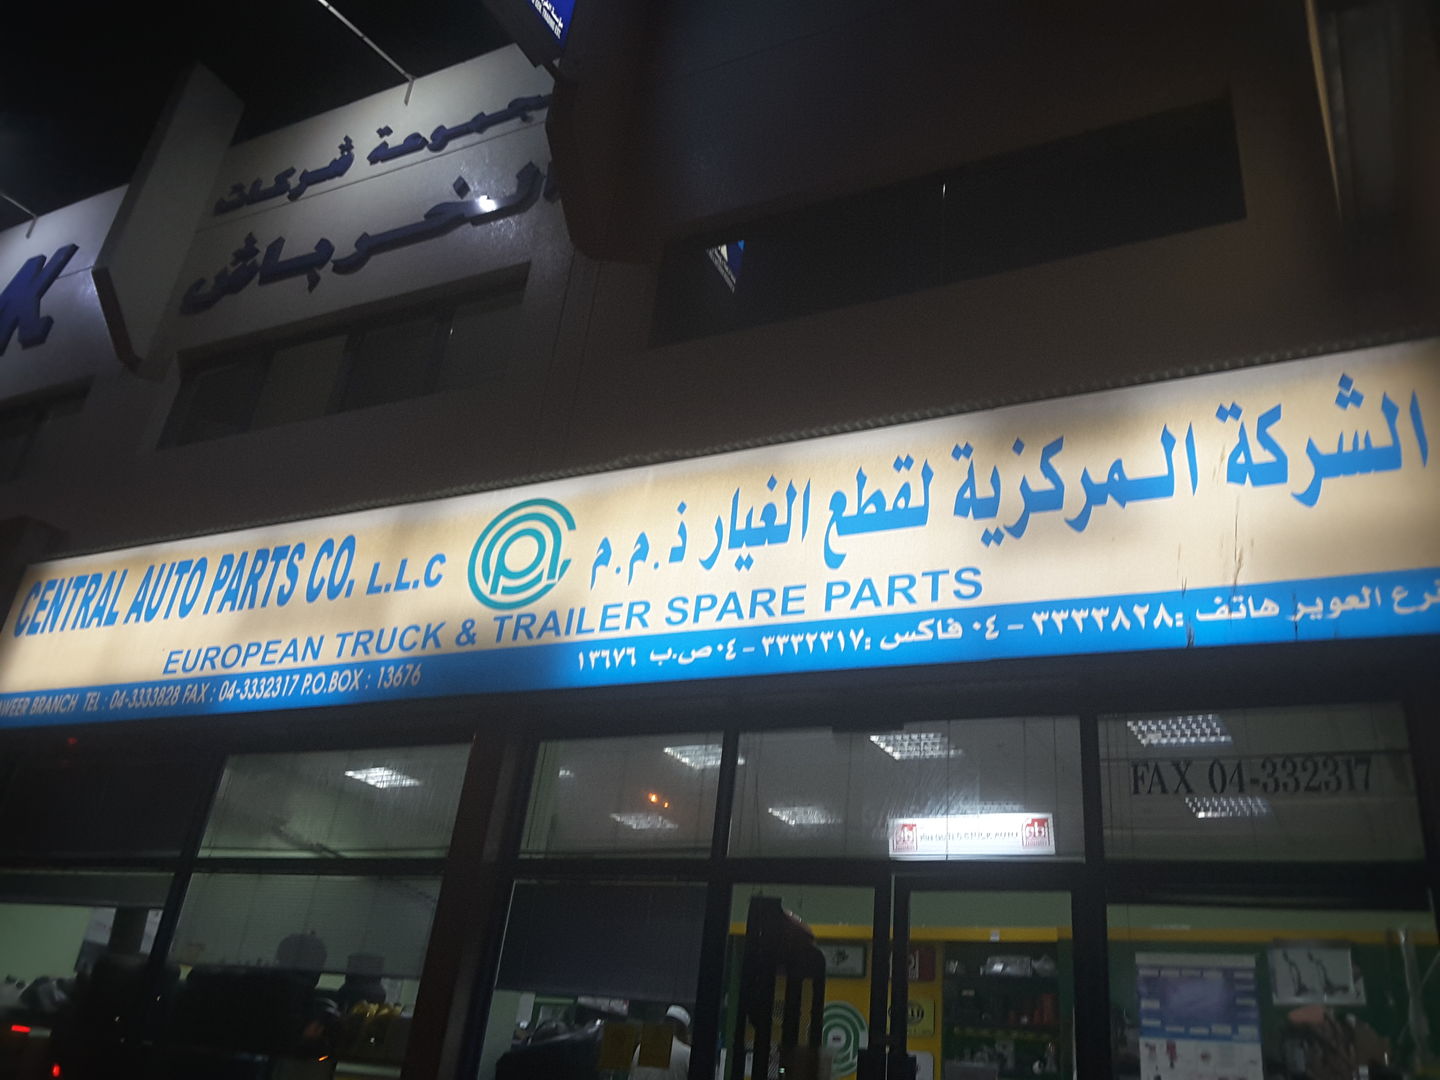 مجموعة شركات
الخرباش
K
الشركة المركزية لقطع الغيار ذ.م.م
CENTRAL AUTO PARTS CO. L.L.C
EUROPEAN TRUCK & TRAILER SPARE PARTS
فرع العوير هاتف :٣٣٣٣٨٢٨ - ٠٤ فاكس :٣٣٣٢٣١٧ - ٠٤ ص.ب ١٣٦٧٦
AWEER BRANCH TEL : 04-3333828 FAX : 04-3332317 P.O.BOX : 13676
FAX 04-332317